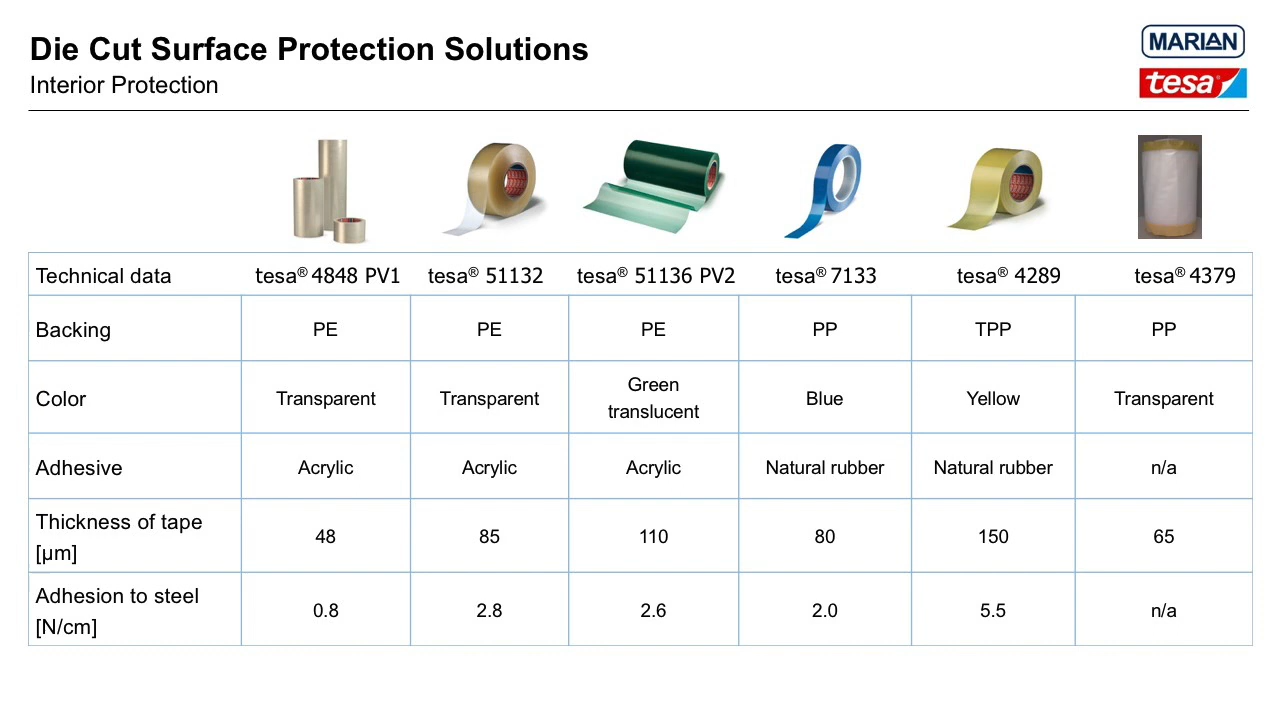 Die Cut Surface Protection Solutions
Interior Protection
MARIAN
tesa®
Technical data tesa® 4848 PV1 tesa® 51132 tesa® 51136 PV2 tesa® 7133 tesa® 4289 tesa® 4379
Backing PE PE PE PP TPP PP
Color Transparent Transparent Green translucent Blue Yellow Transparent
Adhesive Acrylic Acrylic Acrylic Natural rubber Natural rubber n/a
Thickness of tape [µm] 48 85 110 80 150 65
Adhesion to steel [N/cm] 0.8 2.8 2.6 2.0 5.5 n/a